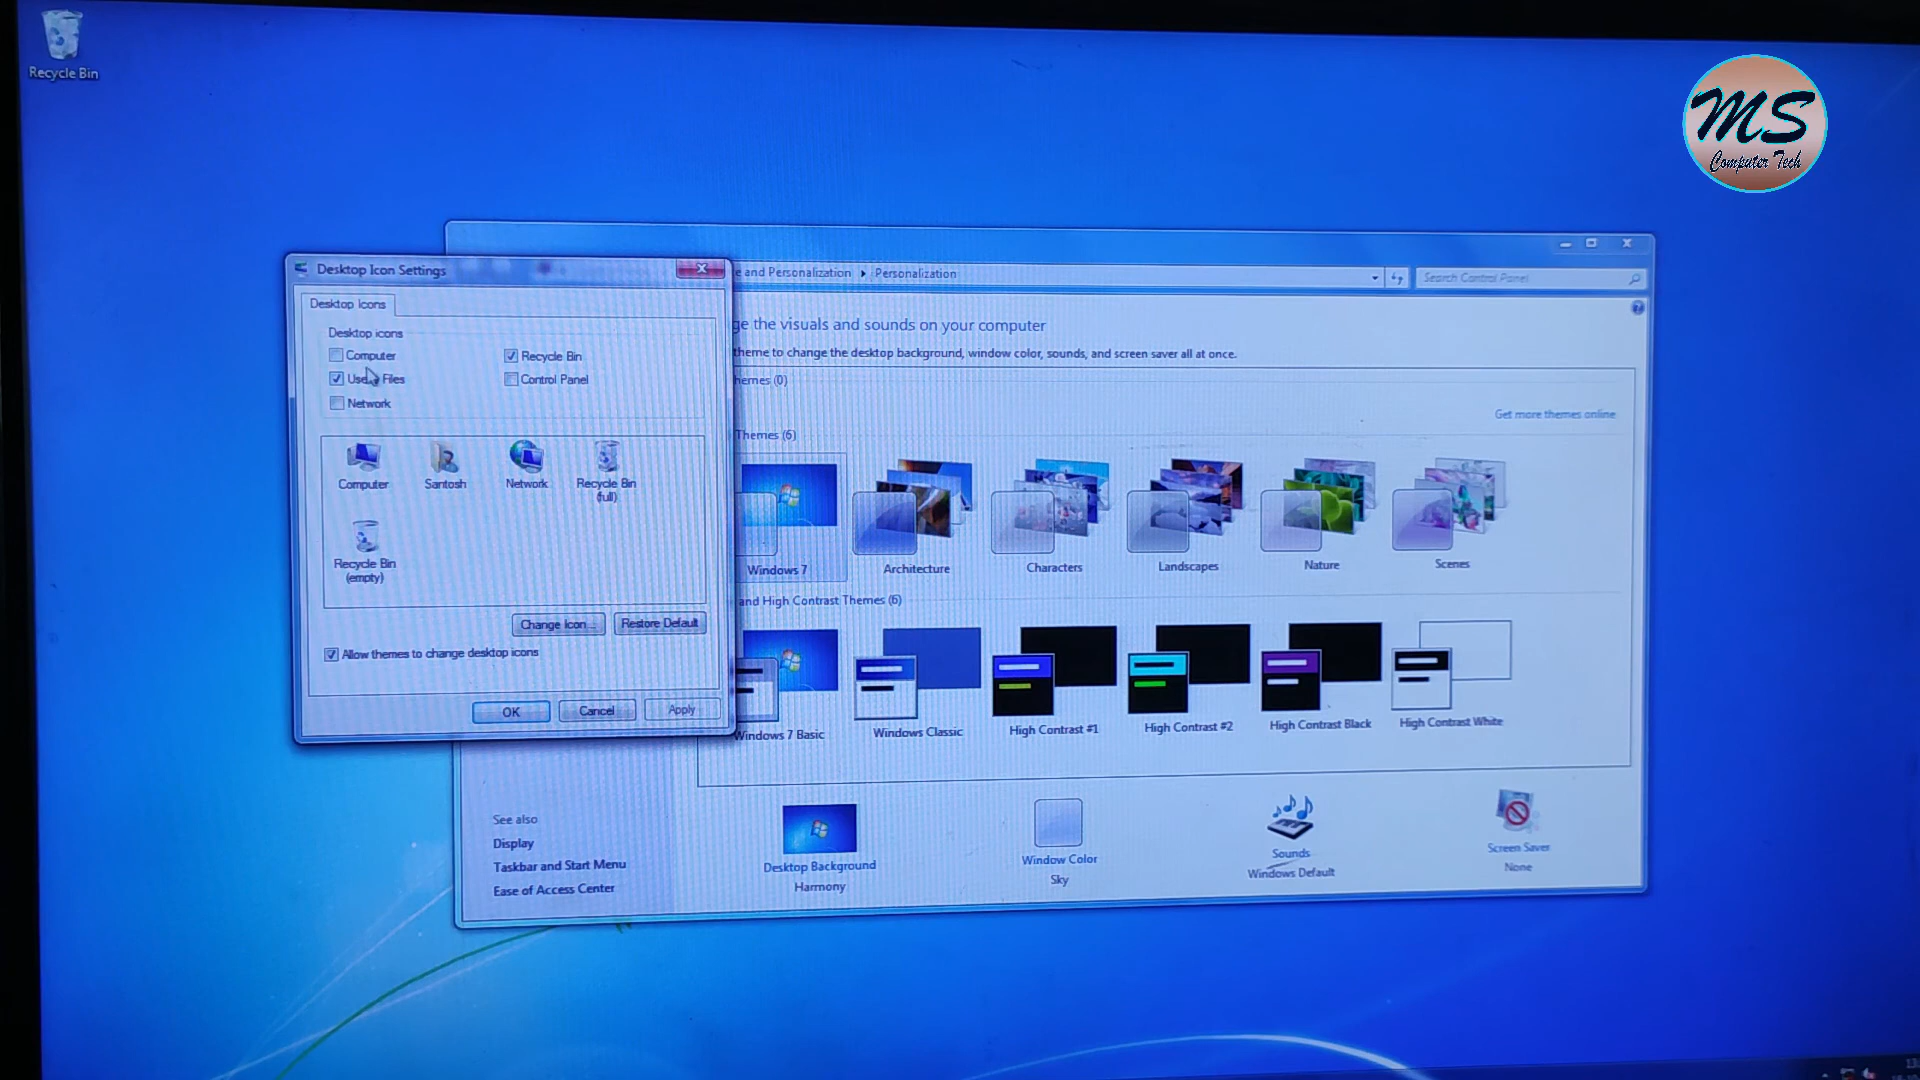 Recycle Bin
MS
Computer Tech
Desktop Icon Settings
Desktop Icons
Desktop icons
Computer
Recycle Bin
Files
Control Panel
Network
Computer
Santosh
Network
Recycle Bin
(full)
Recycle Bin
(empty)
Change Icon...
Restore Default
Allow themes to change desktop icons
OK
Cancel
Apply
e and Personalization
Personalization
Search Control Panel
ge the visuals and sounds on your computer
theme to change the desktop background, window color, sounds, and screen saver all at once.
hemes (0)
Get more themes online
Themes (6)
Windows 7
Architecture
Characters
Landscapes
Nature
Scenes
and High Contrast Themes (6)
Windows 7 Basic
Windows Classic
High Contrast #1
High Contrast #2
High Contrast Black
High Contrast White
See also
Display
Taskbar and Start Menu
Ease of Access Center
Desktop Background
Harmony
Window Color
Sky
Sounds
Windows Default
Screen Saver
None